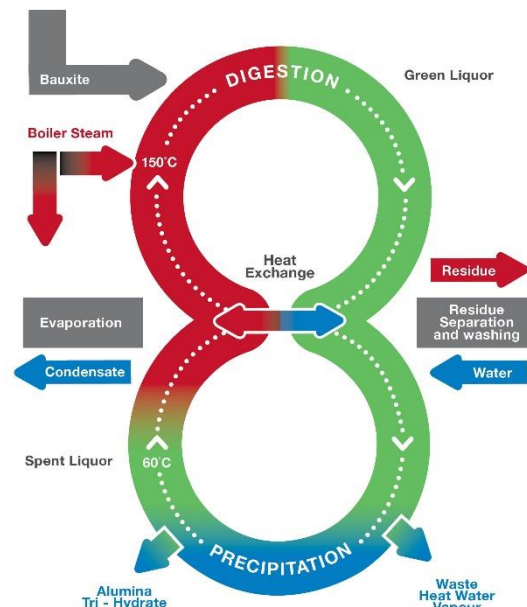 Bauxite
DIGESTION
Green Liquor
Boiler Steam
150°C
Heat
Exchange
Residue
Evaporation
Residue
Separation
and washing
Condensate
Water
Spent Liquor
60°C
PRECIPITATION
Alumina
Tri - Hydrate
Waste
Heat Water
Vapour